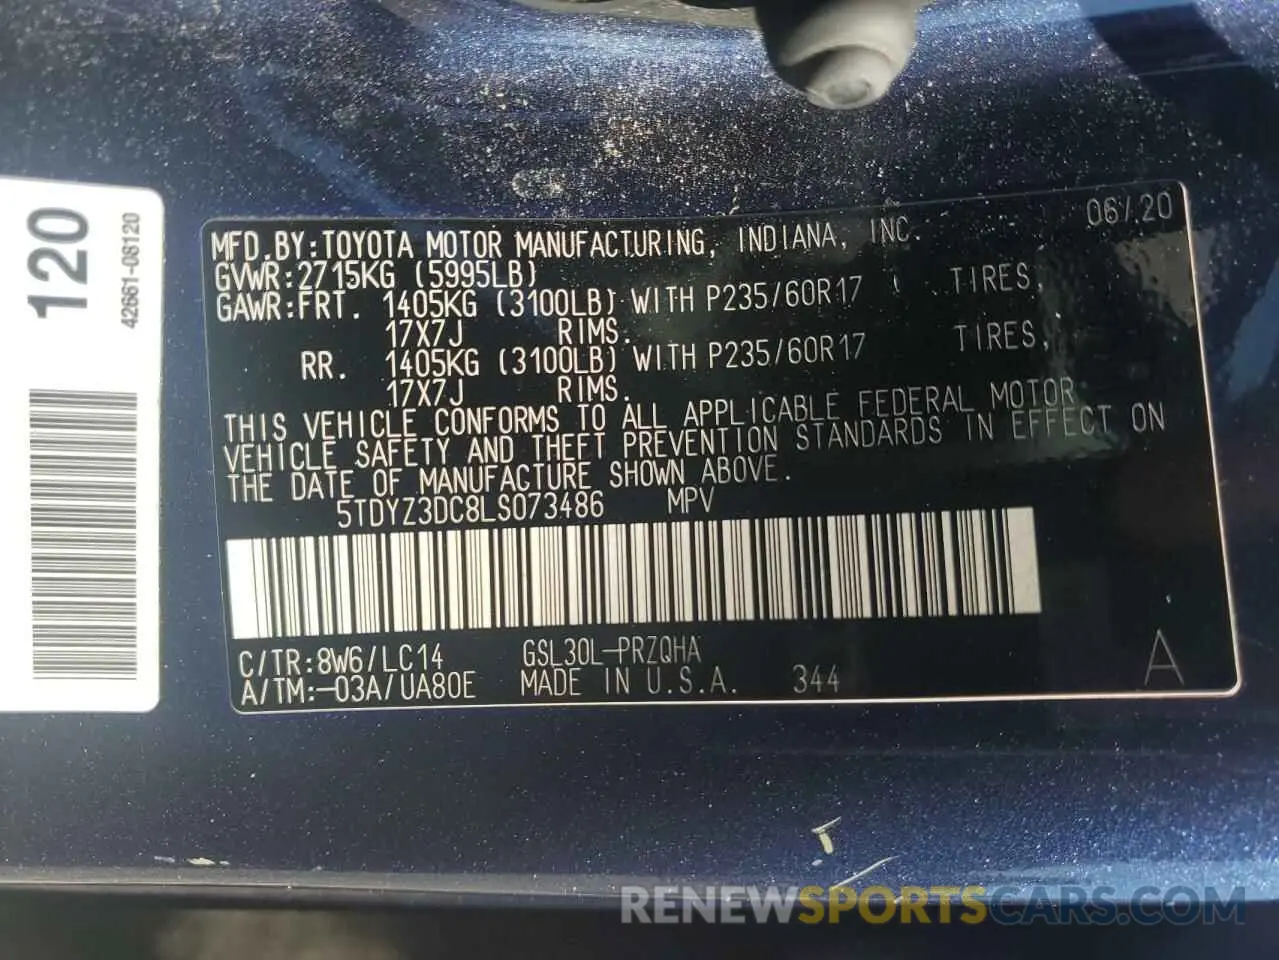 120
42661-08120
06/20
MFD.BY:TOYOTA MOTOR MANUFACTURING, INDIANA, INC.
GVWR:2715KG (5995LB)
GAWR:FRT. 1405KG (3100LB) WITH P235/60R17 TIRES,
17X7J RIMS.
RR. 1405KG (3100LB) WITH P235/60R17 TIRES,
17X7J RIMS.
THIS VEHICLE CONFORMS TO ALL APPLICABLE FEDERAL MOTOR
VEHICLE SAFETY AND THEFT PREVENTION STANDARDS IN EFFECT ON
THE DATE OF MANUFACTURE SHOWN ABOVE.
5TDYZ3DC8LS073486 MPV
C/TR:8W6/LC14 GSL30L-PRZQHA
A/TM:-03A/UA80E MADE IN U.S.A. 344
A
RENEWSPORTSCARS.COM